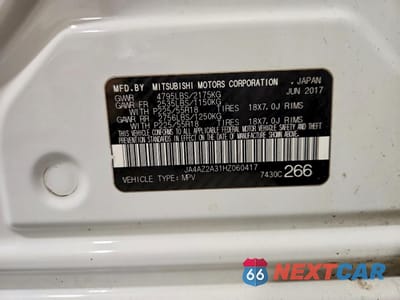 MFD.BY MITSUBISHI MOTORS CORPORATION , JAPAN
GVWR 4795LBS/2175KG JUN 2017
GAWR FR 2535LBS/1150KG
WITH P225/55R18 TIRES 18X7.0J RIMS
GAWR RR 2756LBS/1250KG
WITH P225/55R18 TIRES 18X7.0J RIMS
THIS VEHICLE CONFORMS TO ALL APPLICABLE U.S. FEDERAL MOTOR VEHICLE SAFETY, BUMPER AND THEFT
PREVENTION STANDARDS IN EFFECT ON THE DATE OF MANUFACTURE SHOWN ABOVE.
JA4AZ2A31HZ060417
VEHICLE TYPE: MPV 7430C 266
66 NEXTCAR